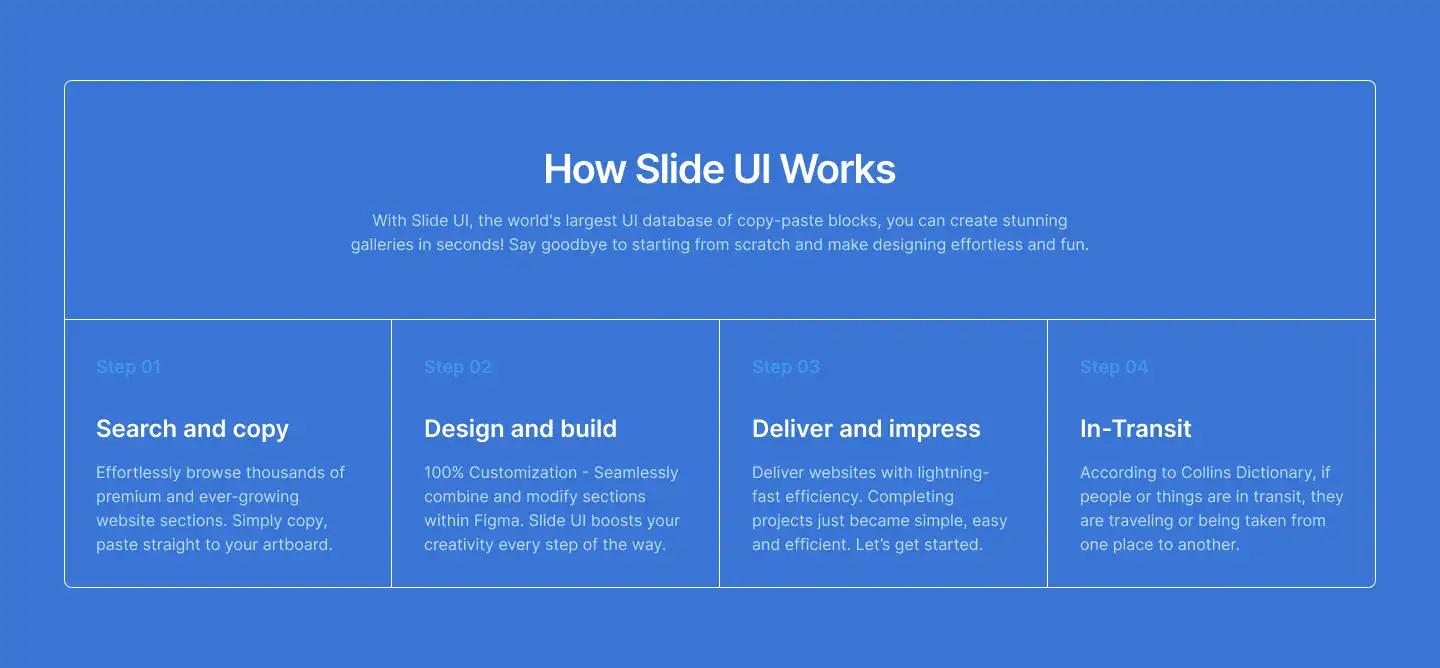 How Slide UI Works
With Slide UI, the world's largest UI database of copy-paste blocks, you can create stunning
galleries in seconds! Say goodbye to starting from scratch and make designing effortless and fun.
Step 01
Search and copy
Effortlessly browse thousands of
premium and ever-growing
website sections. Simply copy,
paste straight to your artboard.
Step 02
Design and build
100% Customization - Seamlessly
combine and modify sections
within Figma. Slide UI boosts your
creativity every step of the way.
Step 03
Deliver and impress
Deliver websites with lightning-
fast efficiency. Completing
projects just became simple, easy
and efficient. Let’s get started.
Step 04
In-Transit
According to Collins Dictionary, if
people or things are in transit, they
are traveling or being taken from
one place to another.